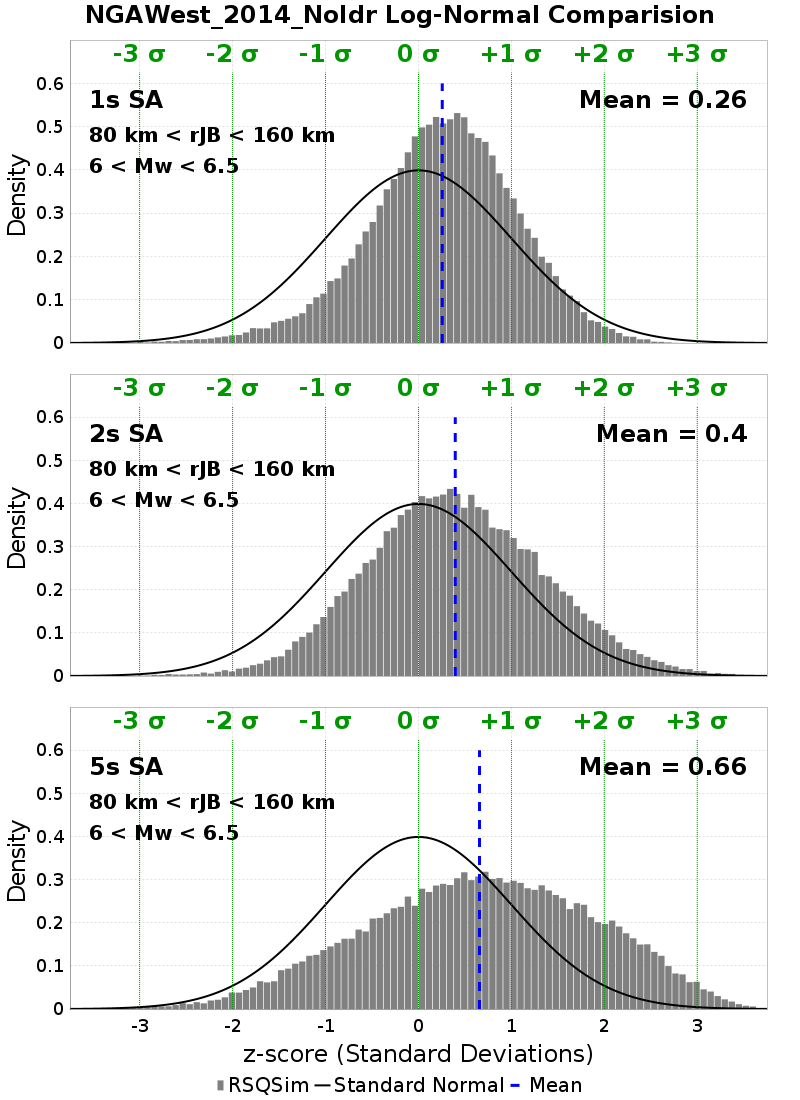 NGAWest_2014_NoIdr Log-Normal Comparision
-3 σ -2 σ -1 σ 0 σ +1 σ +2 σ +3 σ
0.6
1s SA Mean = 0.26
0.5
80 km < rJB < 160 km
6 < Mw < 6.5
0.4
0.3
0.2
0.1
0
Density
-3 σ -2 σ -1 σ 0 σ +1 σ +2 σ +3 σ
0.6
2s SA Mean = 0.4
0.5
80 km < rJB < 160 km
6 < Mw < 6.5
0.4
0.3
0.2
0.1
0
Density
-3 σ -2 σ -1 σ 0 σ +1 σ +2 σ +3 σ
0.6
5s SA Mean = 0.66
0.5
80 km < rJB < 160 km
6 < Mw < 6.5
0.4
0.3
0.2
0.1
0
Density
-3 -2 -1 0 1 2 3
z-score (Standard Deviations)
RSQSim Standard Normal Mean